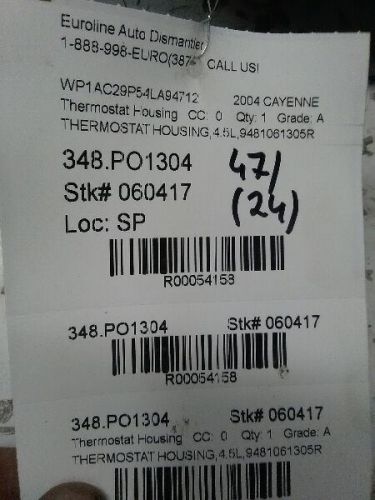 Euroline Auto Dismantler
1-888-998-EURO(387 CALL US!
WP1AC29P54LA94712 2004 CAYENNE
Thermostat Housing CC: 0 Qty: 1 Grade: A
THERMOSTAT HOUSING,4.5L,9481061305R
348.PO1304
47/
Stk# 060417
(24)
Loc: SP
R00054158
348.PO1304 Stk# 060417
R00054158
348.PO1304 Stk# 060417
Thermostat Housing CC: 0 Qty: 1 Grade: A
THERMOSTAT HOUSING,4.5L,9481061305R